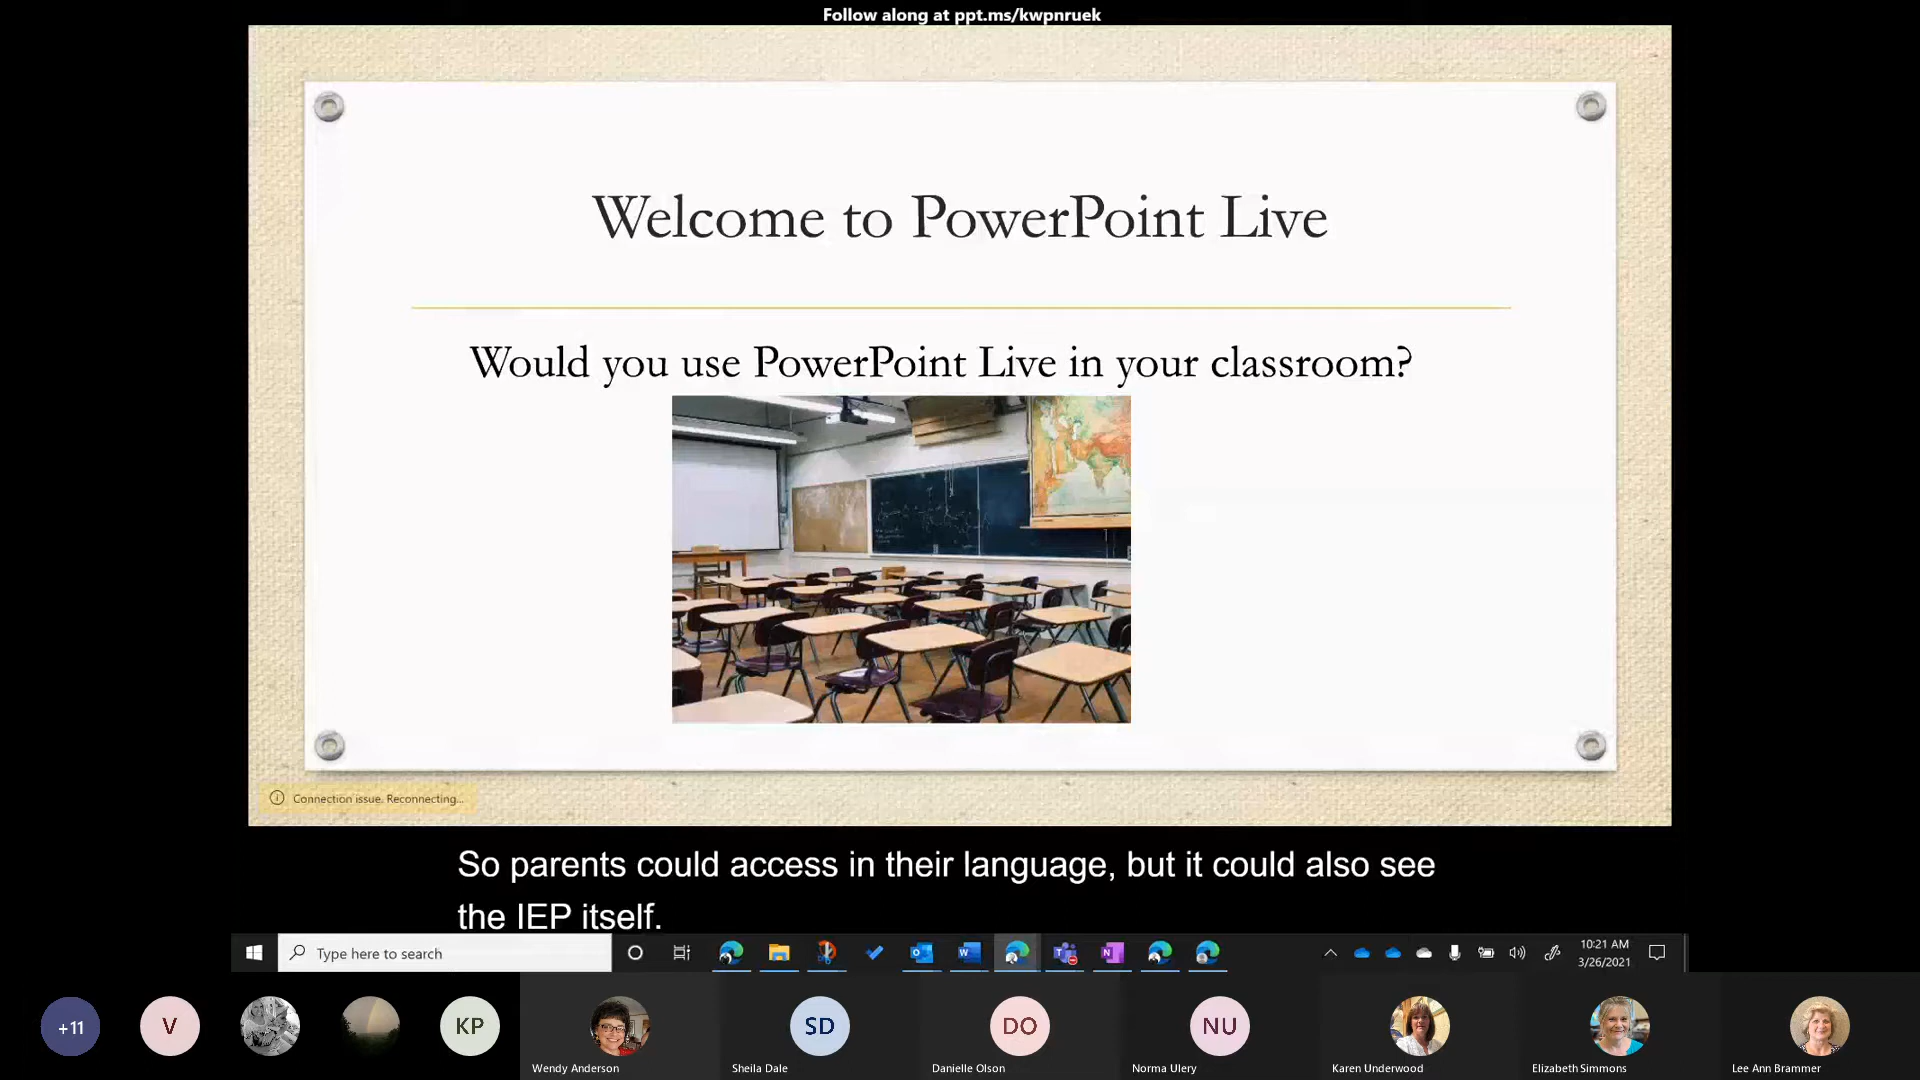 Follow along at ppt.ms/kwpnruek
Welcome to PowerPoint Live
Would you use PowerPoint Live in your classroom?
Connection issue. Reconnecting...
So parents could access in their language, but it could also see
the IEP itself.
Type here to search
10:21 AM
3/26/2021
+11
V
KP
SD
DO
NU
Wendy Anderson
Sheila Dale
Danielle Olson
Norma Ulery
Karen Underwood
Elizabeth Simmons
Lee Ann Brammer